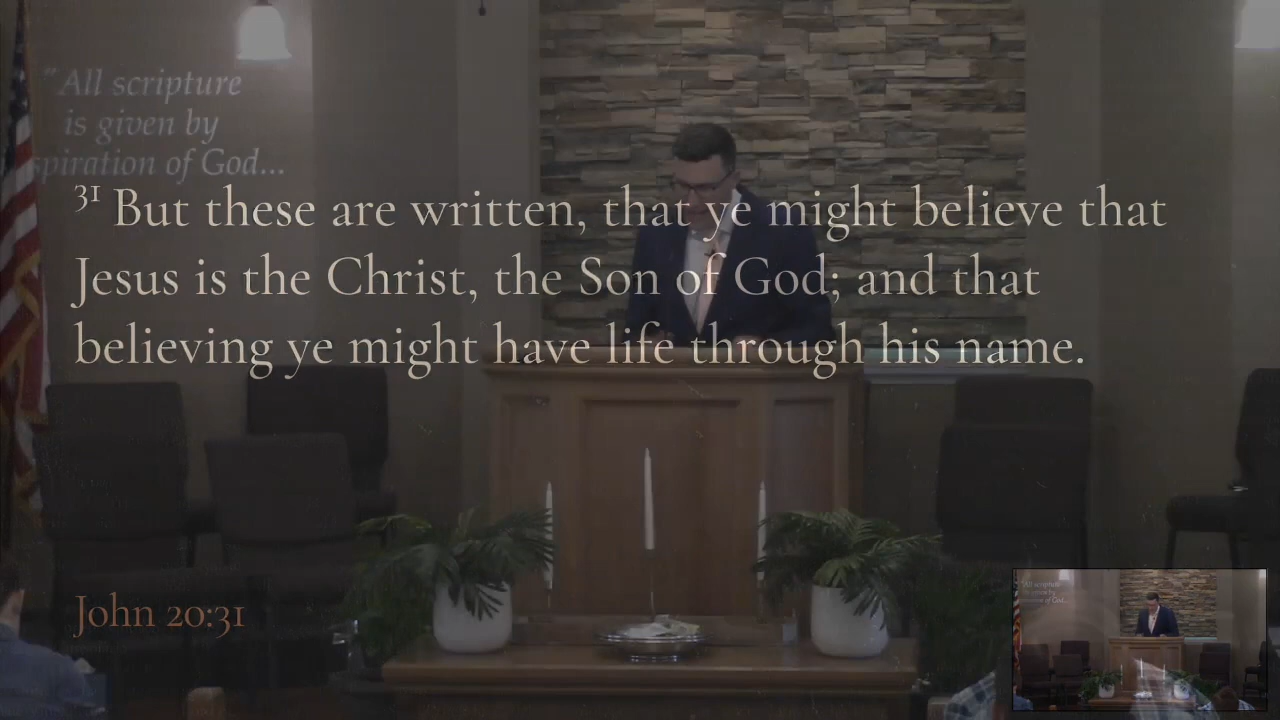 "All scripture
is given by
spiration of God...
31 But these are written, that ye might believe that
Jesus is the Christ, the Son of God; and that
believing ye might have life through his name.
John 20:31